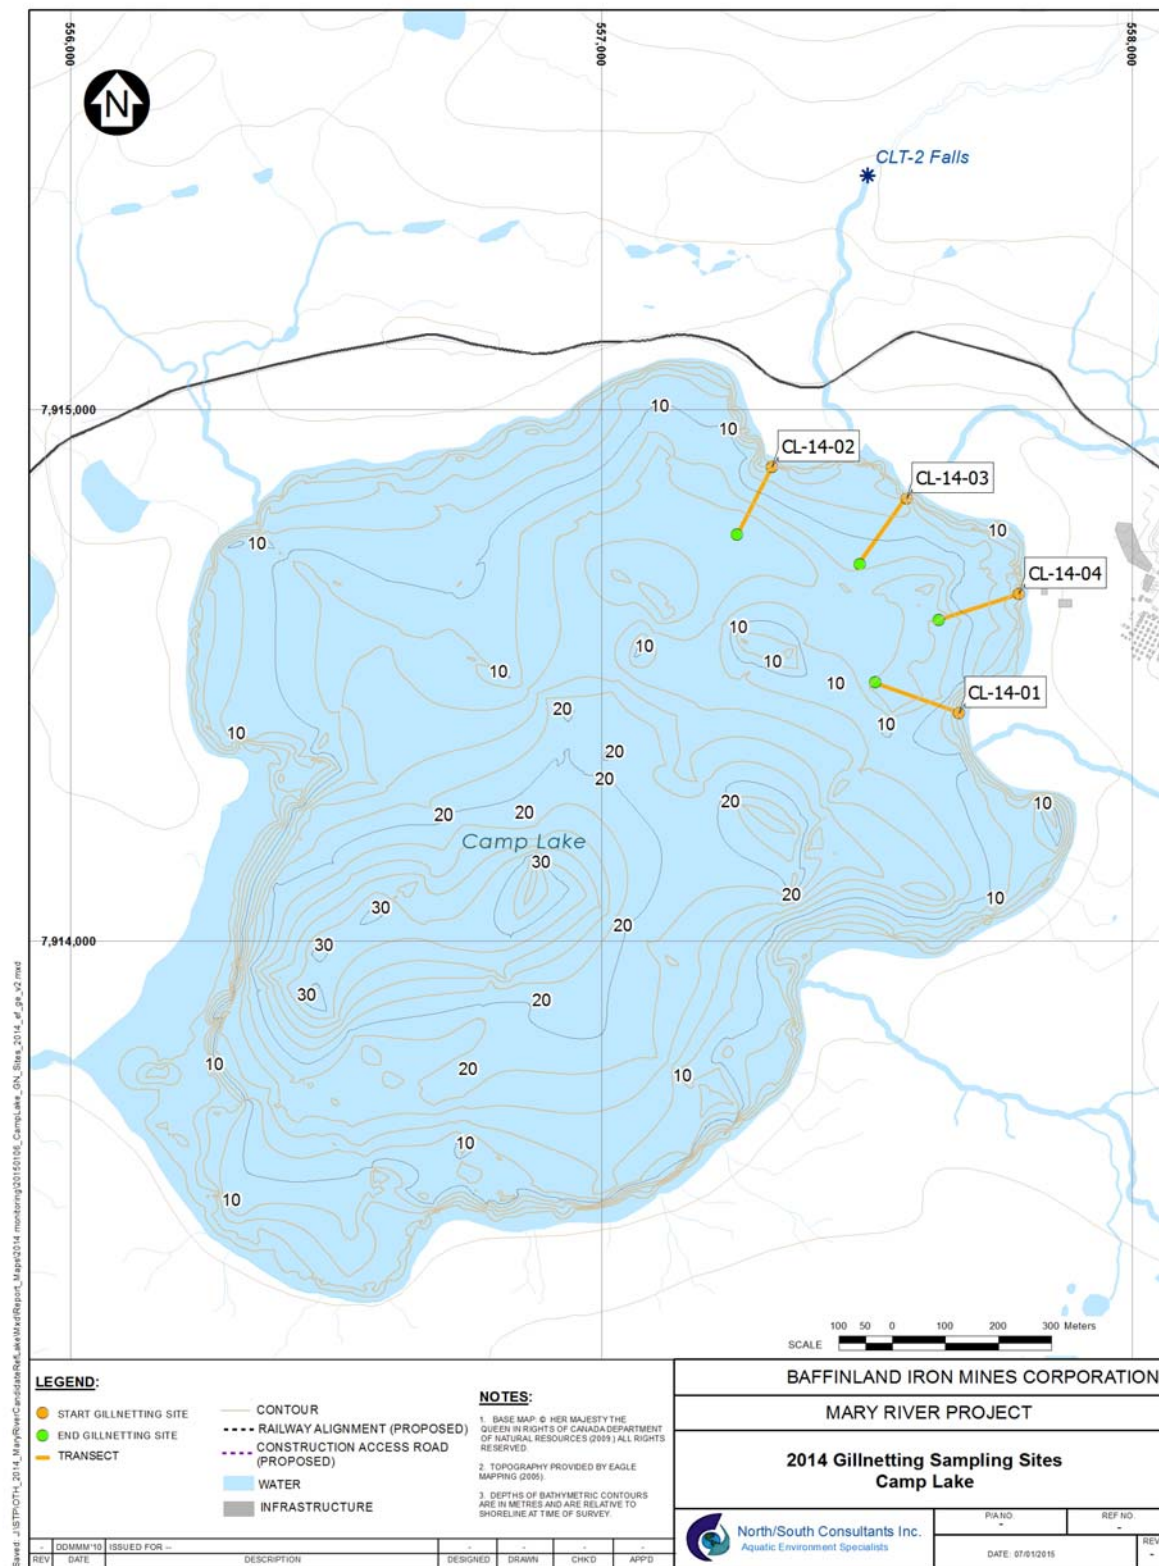 556,000
557,000
558,000
N
CLT-2 Falls
7,915,000
10
10
CL-14-02
CL-14-03
10
10
CL-14-04
10
10
10
10
10
10
CL-14-01
20
10
10
20
20
20
20
20
10
Camp Lake
30
20
10
30
20
7,914,000
30
30
20
10
20
10
10
10
100 50 0 100 200 300 Meters
SCALE
LEGEND:
START GILLNETTING SITE
END GILLNETTING SITE
TRANSECT
CONTOUR
RAILWAY ALIGNMENT (PROPOSED)
CONSTRUCTION ACCESS ROAD
(PROPOSED)
WATER
INFRASTRUCTURE
NOTES:
1. BASE MAP: © HER MAJESTY THE
QUEEN IN RIGHTS OF CANADA DEPARTMENT
OF NATURAL RESOURCES (2009.) ALL RIGHTS
RESERVED.
2. TOPOGRAPHY PROVIDED BY EAGLE
MAPPING (2005).
3. DEPTHS OF BATHYMETRIC CONTOURS
ARE IN METRES AND ARE RELATIVE TO
SHORELINE AT TIME OF SURVEY.
BAFFINLAND IRON MINES CORPORATION
MARY RIVER PROJECT
2014 Gillnetting Sampling Sites
Camp Lake
North/South Consultants Inc.
Aquatic Environment Specialists
P/A NO.
-
REF NO.
-
DATE: 07/01/2015
REV
-
- DDMMM'10 ISSUED FOR -- - - - -
REV DATE DESCRIPTION DESIGNED DRAWN CHK'D APP'D